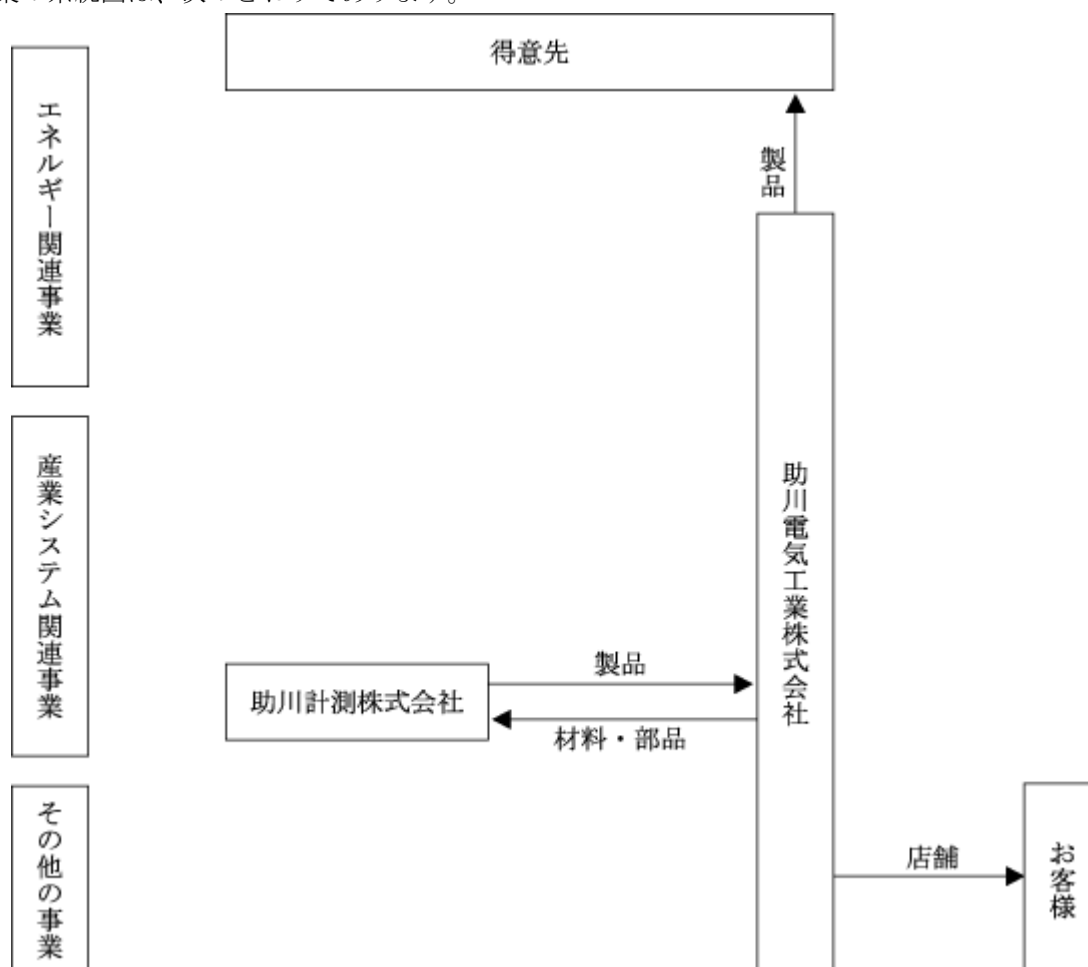 得意先
エネルギー関連事業
製品
産業システム関連事業
助川電気工業株式会社
製品
助川計測株式会社
材料・部品
その他の事業
店舗
お客様